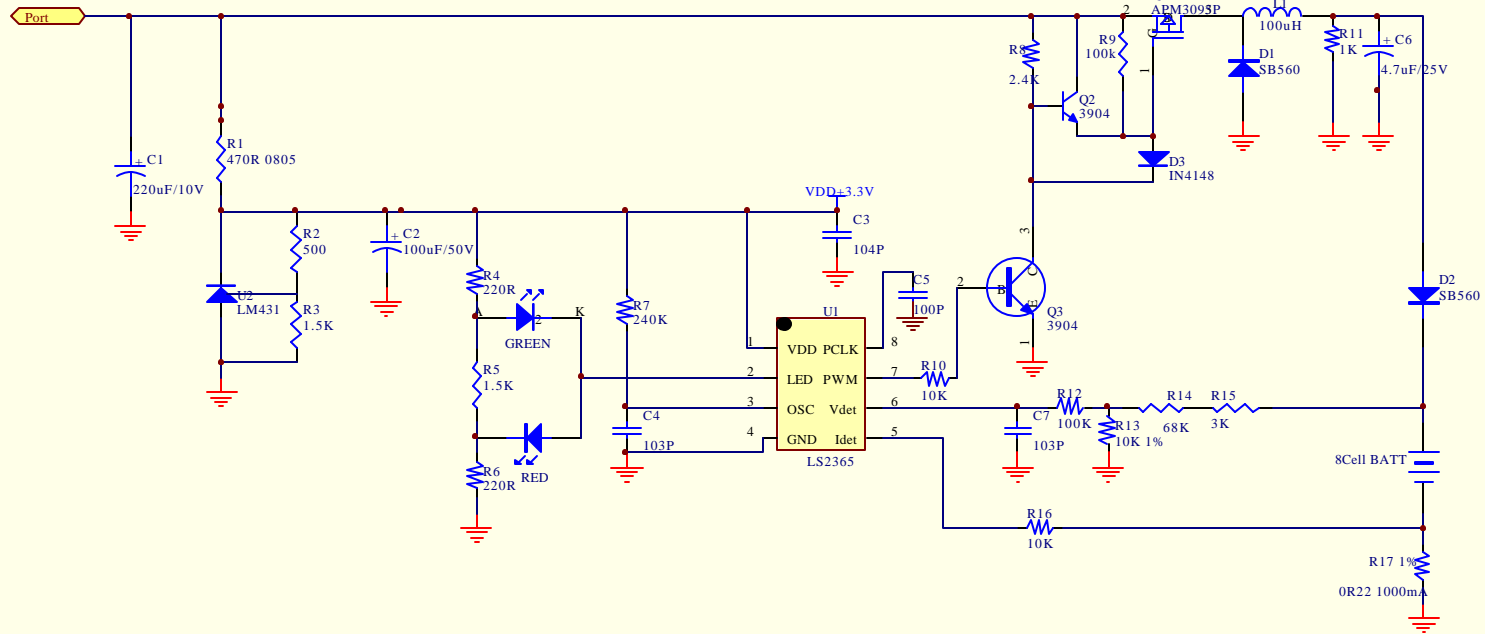 Port
2
APM3095P
L1
100uH
R8
2.4K
R9
100k
G
1
D1
SB560
R11
1K
C6
4.7uF/25V
Q2
3904
R1
470R 0805
C1
220uF/10V
D3
IN4148
VDD+3.3V
C3
104P
R2
500
C2
100uF/50V
R4
220R
U2
LM431
R3
1.5K
A
2
K
GREEN
R7
240K
C5
100P
3
C
2
B
E
Q3
3904
1
D2
SB560
U1
1
VDD
PCLK
8
2
LED
PWM
7
3
OSC
Vdet
6
4
GND
Idet
5
LS2365
R5
1.5K
R10
10K
C4
103P
C7
103P
R12
100K
R13
10K 1%
R14
68K
R15
3K
R6
220R
RED
8Cell BATT
R16
10K
R17 1%
0R22 1000mA